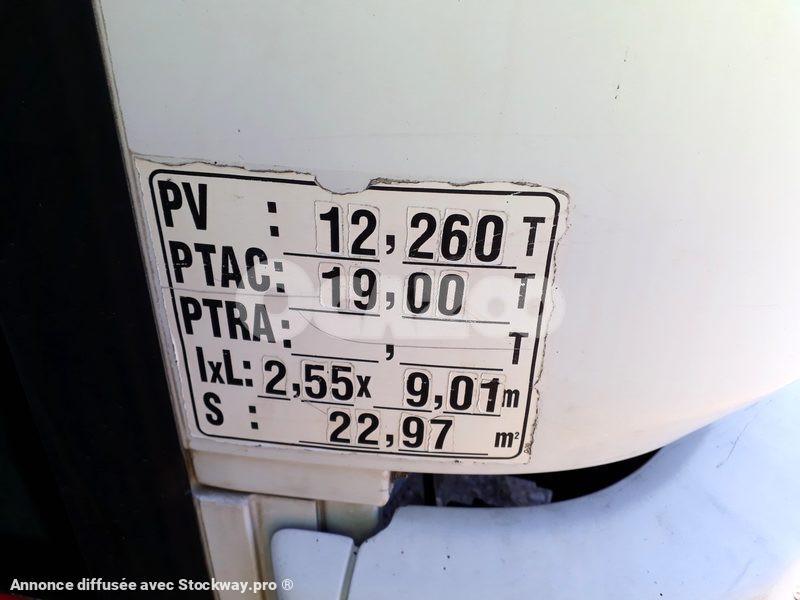 PV : 12,260 T
PTAC: 19,00 T
PTRA: , T
lxL: 2,55x 9,01m
S : 22,97 m²
Annonce diffusée avec Stockway.pro ®